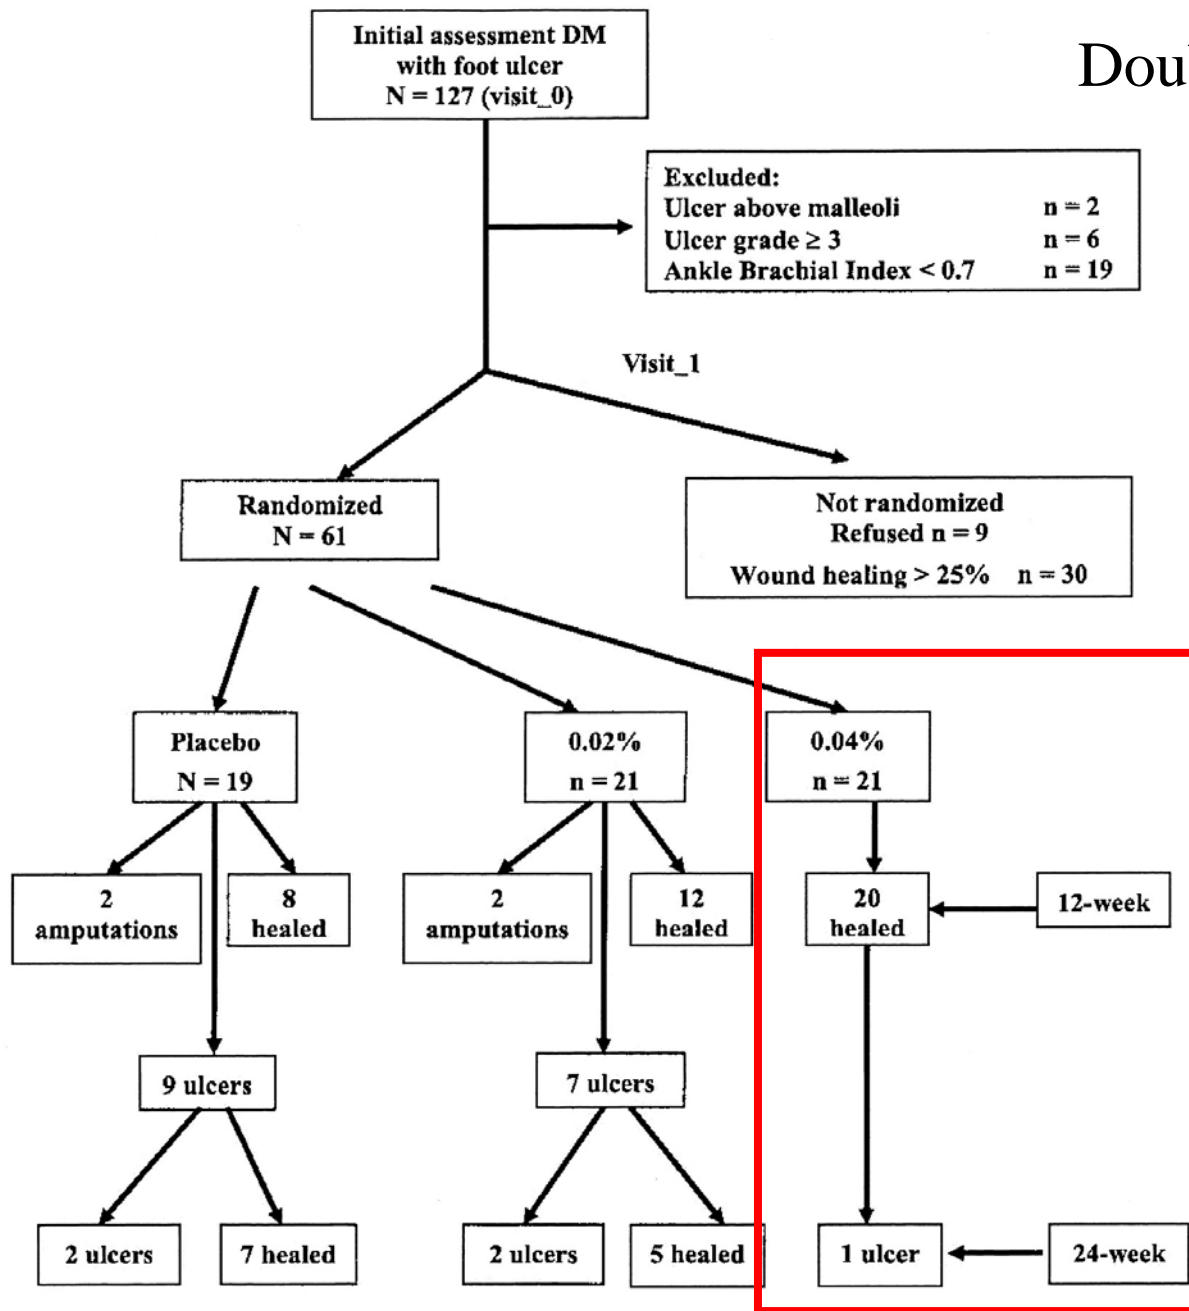 Initial assessment DM
with foot ulcer
N = 127 (visit_0)
Excluded:
Ulcer above malleoli n = 2
Ulcer grade ≥ 3 n = 6
Ankle Brachial Index < 0.7 n = 19
Visit_1
Randomized
N = 61
Not randomized
Refused n = 9
Wound healing > 25% n = 30
Placebo
N = 19
0.02%
n = 21
0.04%
n = 21
2
amputations
8
healed
2
amputations
12
healed
20
healed
12-week
9 ulcers
7 ulcers
2 ulcers
7 healed
2 ulcers
5 healed
1 ulcer
24-week